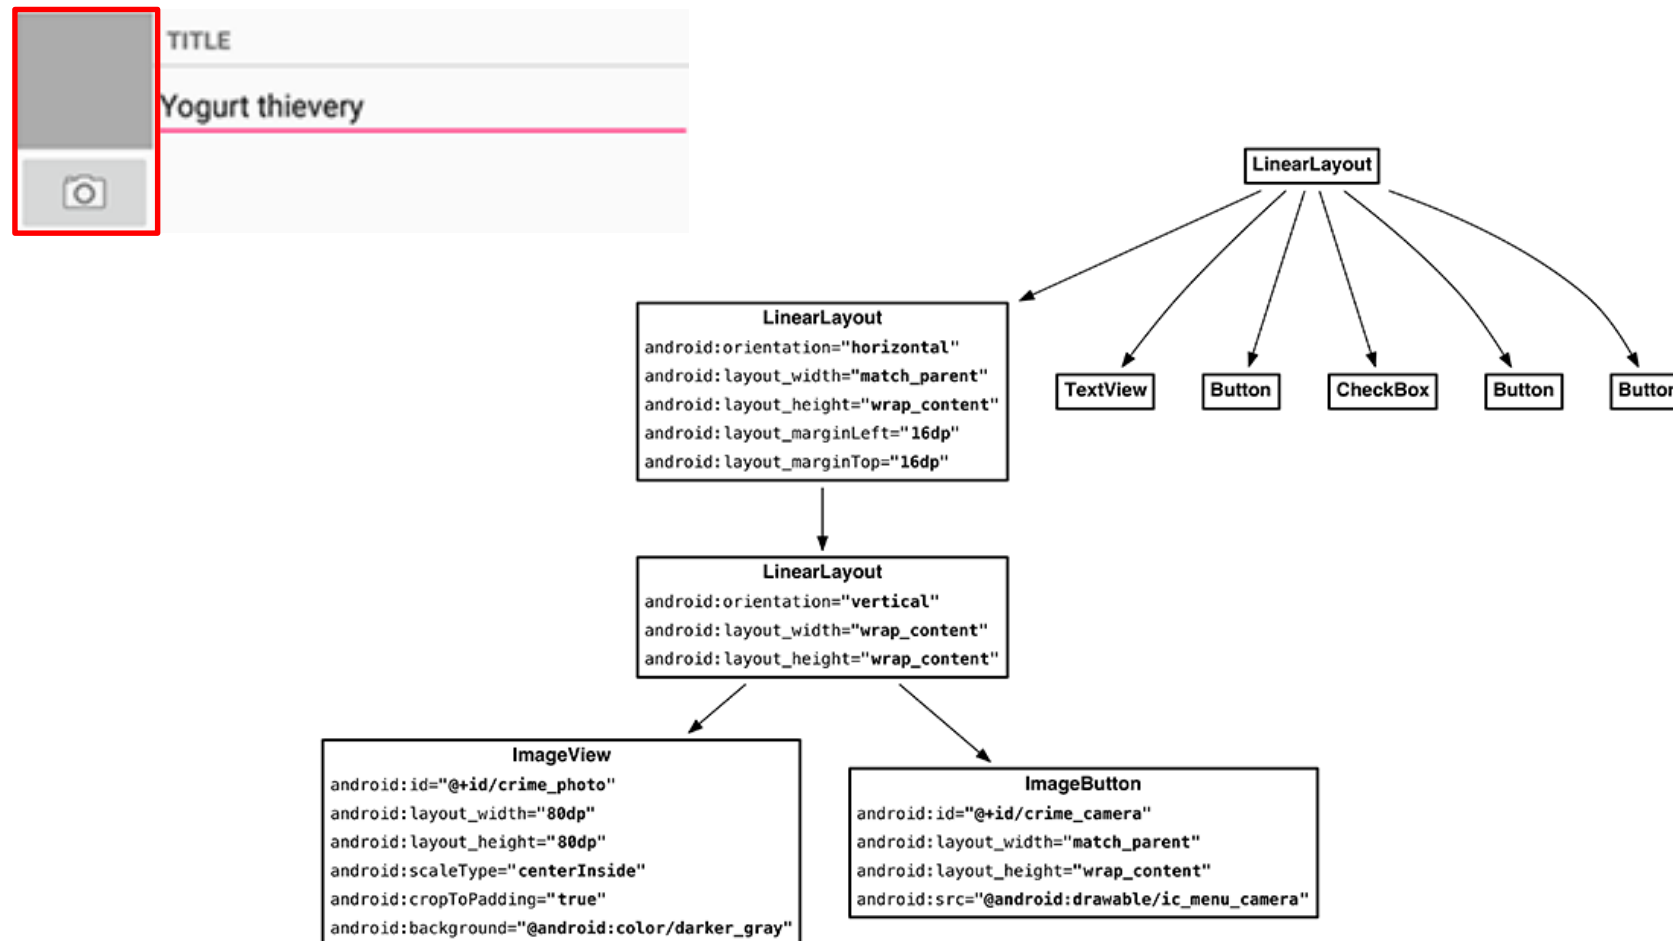 TITLE
Yogurt thievery
LinearLayout
LinearLayout
android:orientation="horizontal"
android:layout_width="match_parent"
android:layout_height="wrap_content"
android:layout_marginLeft="16dp"
android:layout_marginTop="16dp"
TextView
Button
CheckBox
Button
LinearLayout
android:orientation="vertical"
android:layout_width="wrap_content"
android:layout_height="wrap_content"
ImageView
android:id="@+id/crime_photo"
android:layout_width="80dp"
android:layout_height="80dp"
android:scaleType="centerInside"
android:cropToPadding="true"
android:background="@android:color/darker_gray"
ImageButton
android:id="@+id/crime_camera"
android:layout_width="match_parent"
android:layout_height="wrap_content"
android:src="@android:drawable/ic_menu_camera"